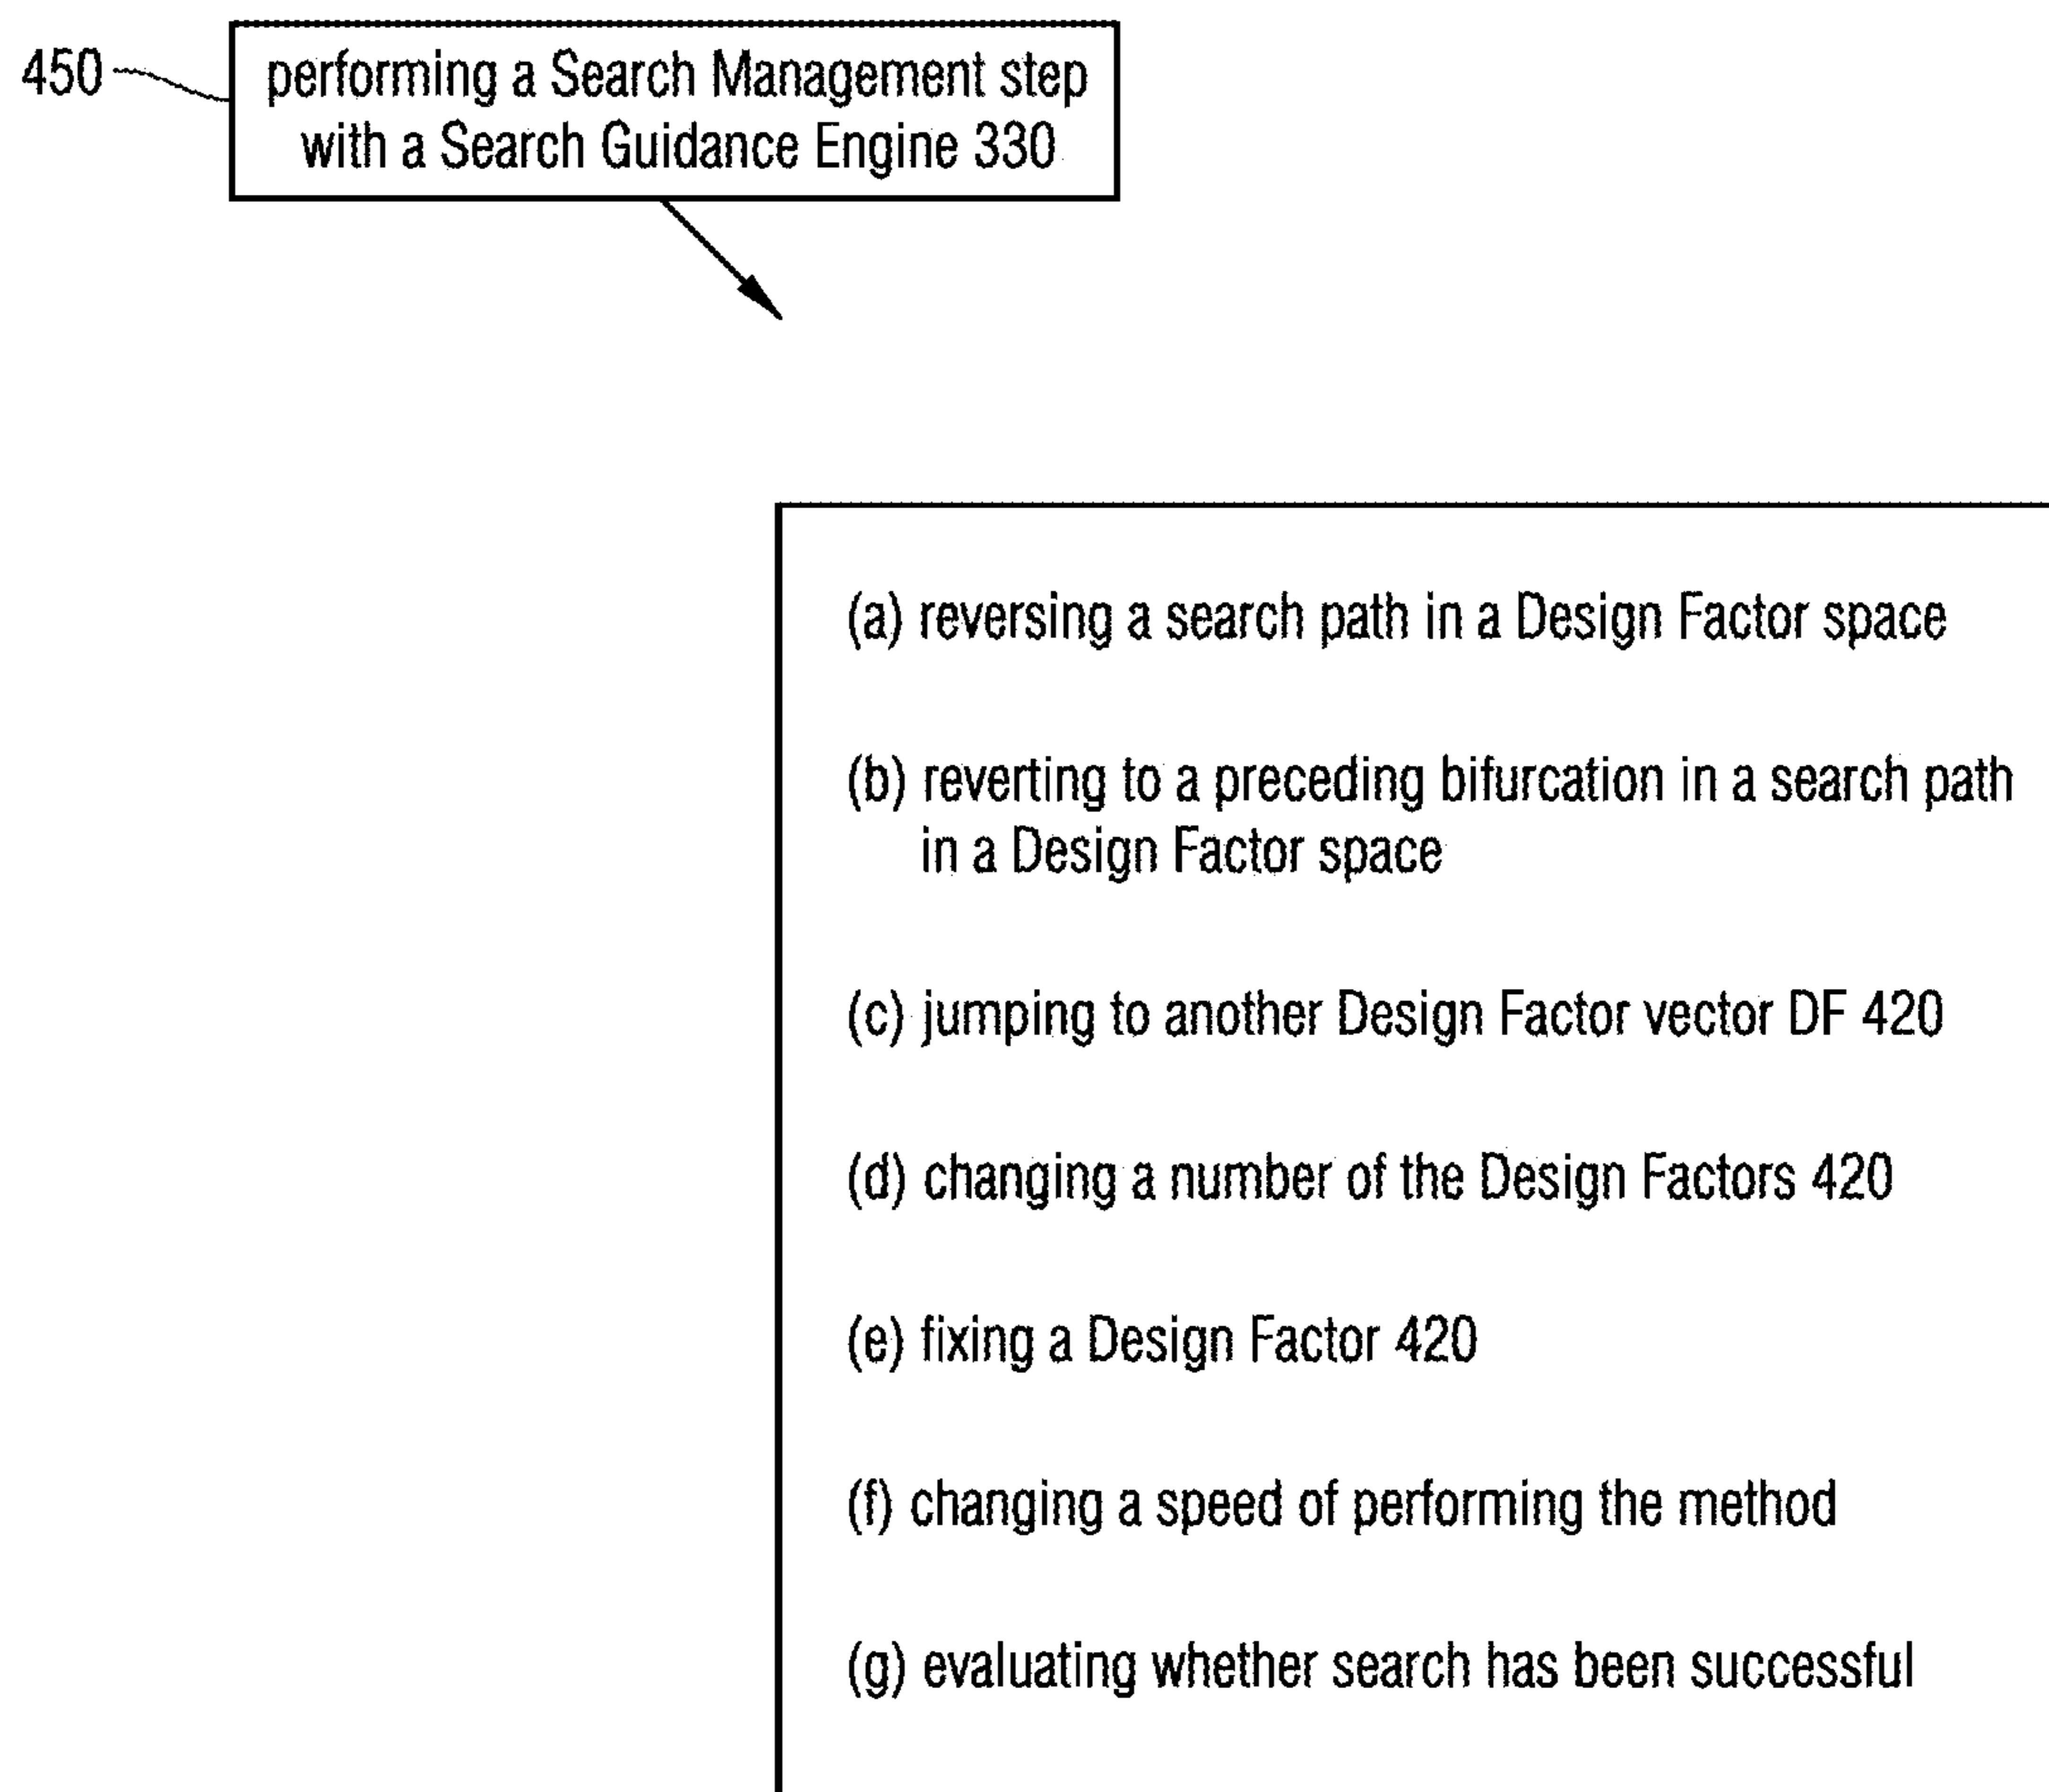 450
performing a Search Management step
with a Search Guidance Engine 330
(a) reversing a search path in a Design Factor space
(b) reverting to a preceding bifurcation in a search path
in a Design Factor space
(c) jumping to another Design Factor vector DF 420
(d) changing a number of the Design Factors 420
(e) fixing a Design Factor 420
(f) changing a speed of performing the method
(g) evaluating whether search has been successful